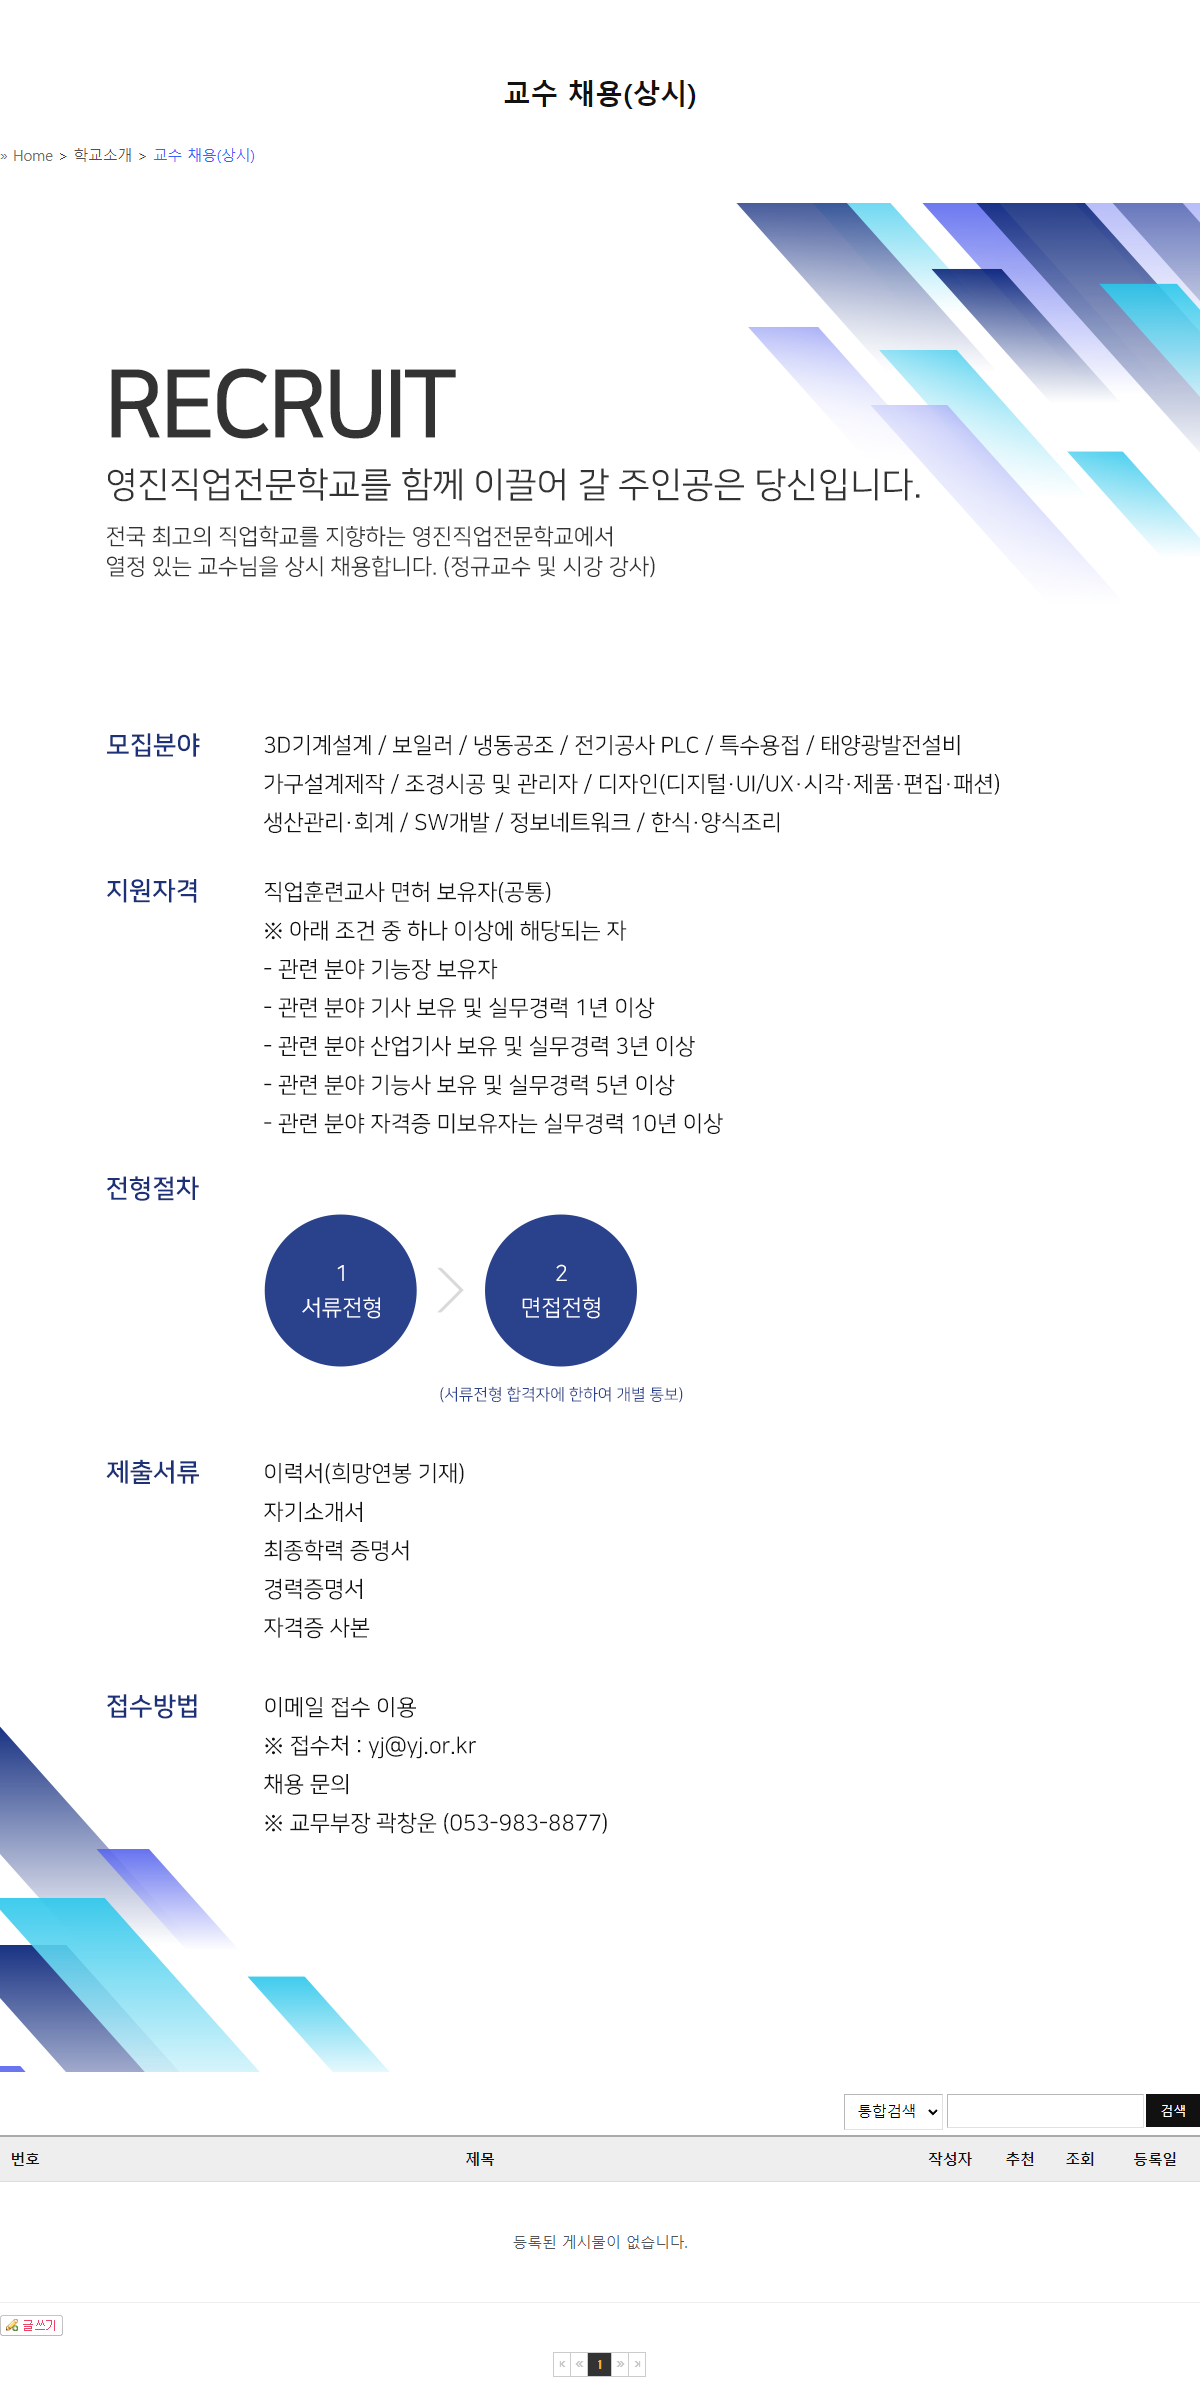 교수 채용(상시)
» Home > 학교소개 > 교수 채용(상시)
RECRUIT
영진직업전문학교를 함께 이끌어 갈 주인공은 당신입니다.
전국 최고의 직업학교를 지향하는 영진직업전문학교에서
열정 있는 교수님을 상시 채용합니다. (정규교수 및 시강 강사)
모집분야
3D기계설계 / 보일러 / 냉동공조 / 전기공사 PLC / 특수용접 / 태양광발전설비
가구설계제작 / 조경시공 및 관리자 / 디자인(디지털·UI/UX·시각·제품·편집·패션)
생산관리·회계 / SW개발 / 정보네트워크 / 한식·양식조리
지원자격
직업훈련교사 면허 보유자(공통)
※ 아래 조건 중 하나 이상에 해당되는 자
- 관련 분야 기능장 보유자
- 관련 분야 기사 보유 및 실무경력 1년 이상
- 관련 분야 산업기사 보유 및 실무경력 3년 이상
- 관련 분야 기능사 보유 및 실무경력 5년 이상
- 관련 분야 자격증 미보유자는 실무경력 10년 이상
전형절차
1
서류전형
2
면접전형
(서류전형 합격자에 한하여 개별 통보)
제출서류
이력서(희망연봉 기재)
자기소개서
최종학력 증명서
경력증명서
자격증 사본
접수방법
이메일 접수 이용
※ 접수처 : yj@yj.or.kr
채용 문의
※ 교무부장 곽창운 (053-983-8877)
통합검색 검색
번호 제목 작성자 추천 조회 등록일
등록된 게시물이 없습니다.
글쓰기
1